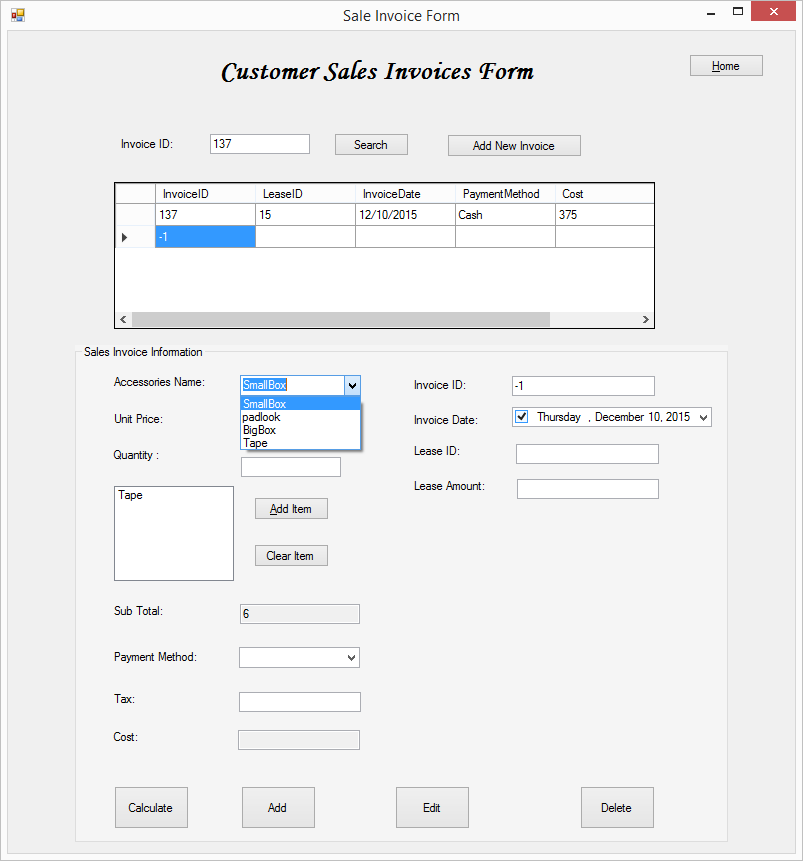 Sale Invoice Form
Customer Sales Invoices Form
Home
Invoice ID:
137
Search
Add New Invoice
InvoiceID LeaseID InvoiceDate PaymentMethod Cost
137 15 12/10/2015 Cash 375
-1
Sales Invoice Information
Accessories Name:
SmallBox
SmallBox
padlook
BigBox
Tape
Unit Price:
Quantity :
Tape
Add Item
Clear Item
Sub Total:
6
Payment Method:
Tax:
Cost:
Invoice ID:
-1
Invoice Date:
Thursday , December 10, 2015
Lease ID:
Lease Amount:
Calculate
Add
Edit
Delete